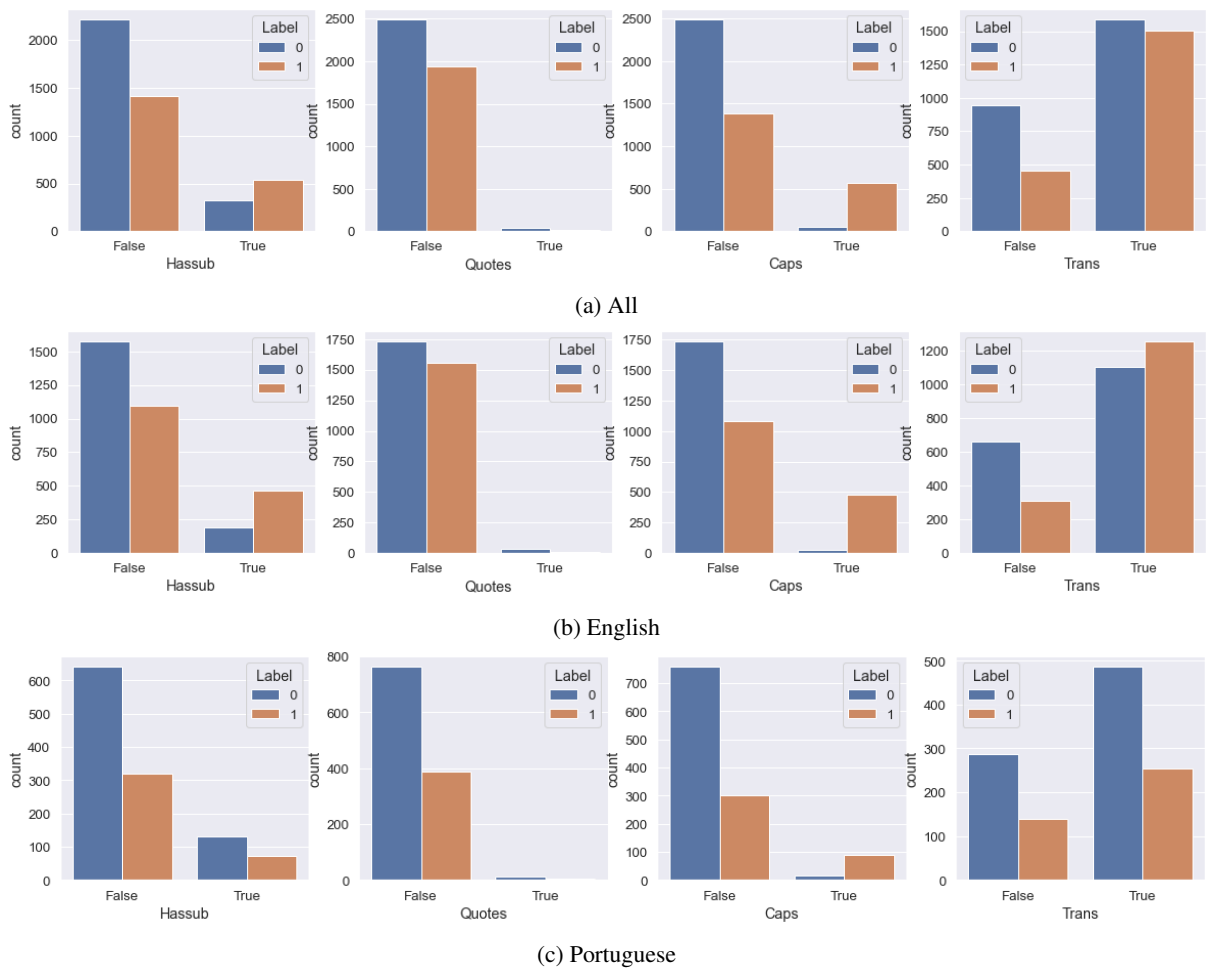 2000
1500
1000
500
0
count
False
True
Hassub
Label
0
1
2500
2000
1500
1000
500
0
count
False
True
Quotes
Label
0
1
2500
2000
1500
1000
500
0
count
False
True
Caps
Label
0
1
1500
1250
1000
750
500
250
0
count
False
True
Trans
Label
0
1
(a) All
1500
1250
1000
750
500
250
0
count
False
True
Hassub
Label
0
1
1750
1500
1250
1000
750
500
250
0
count
False
True
Quotes
Label
0
1
1750
1500
1250
1000
750
500
250
0
count
False
True
Caps
Label
0
1
1200
1000
800
600
400
200
0
count
False
True
Trans
Label
0
1
(b) English
600
500
400
300
200
100
0
count
False
True
Hassub
Label
0
1
800
600
400
200
0
count
False
True
Quotes
Label
0
1
700
600
500
400
300
200
100
0
count
False
True
Caps
Label
0
1
500
400
300
200
100
0
count
False
True
Trans
Label
0
1
(c) Portuguese